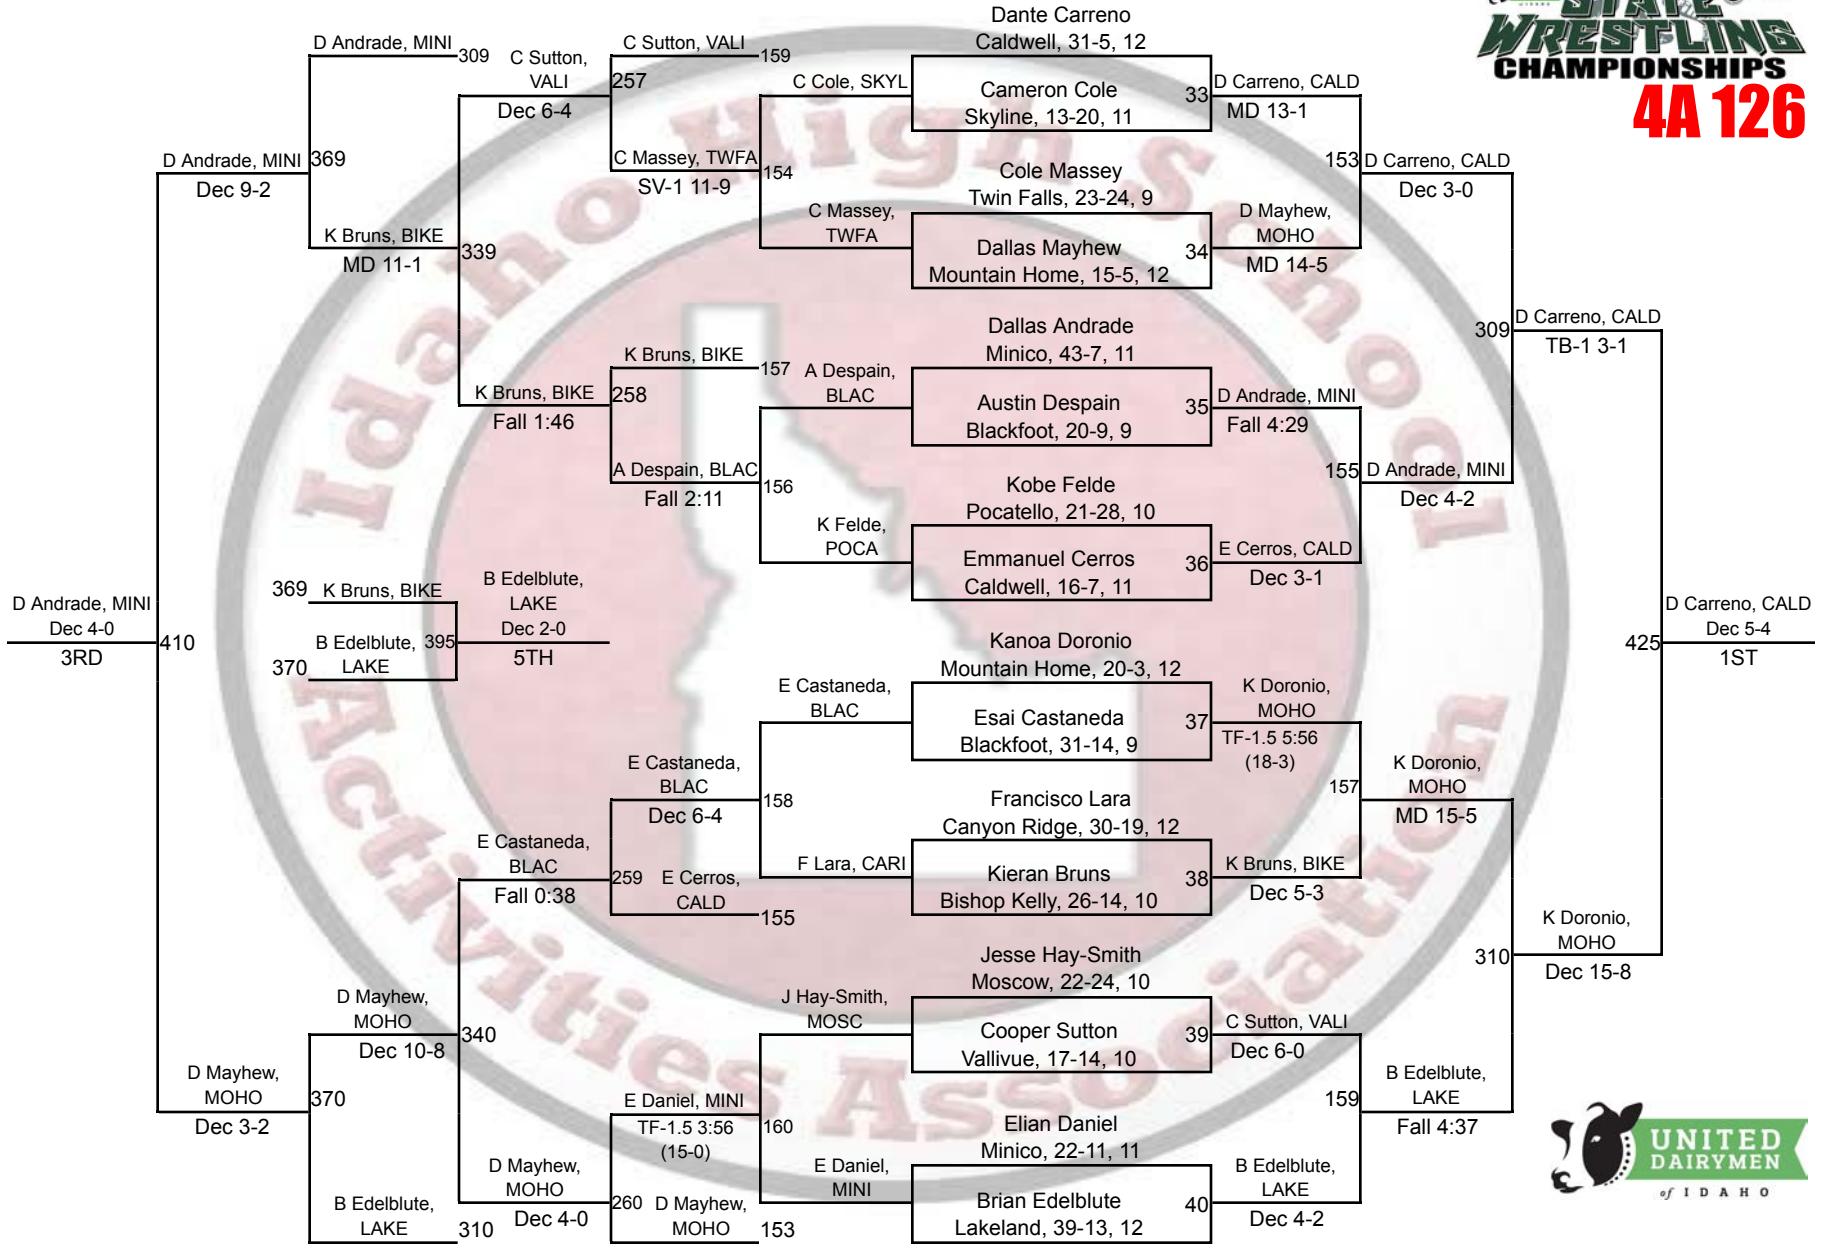 STATE
WRESTLING
CHAMPIONSHIPS
4A 126
Idaho High School
Activities Association
D Andrade, MINI
309
K Bruns, BIKE
MD 11-1
369
D Andrade, MINI
Dec 9-2
C Sutton,
VALI
Dec 6-4
339
K Bruns, BIKE
Fall 1:46
C Sutton, VALI
159
257
C Massey, TWFA
SV-1 11-9
154
K Bruns, BIKE
157
258
A Despain, BLAC
Fall 2:11
156
C Cole, SKYL
C Massey,
TWFA
A Despain,
BLAC
K Felde,
POCA
Dante Carreno
Caldwell, 31-5, 12
Cameron Cole
Skyline, 13-20, 11
33
Cole Massey
Twin Falls, 23-24, 9
Dallas Mayhew
Mountain Home, 15-5, 12
34
Dallas Andrade
Minico, 43-7, 11
Austin Despain
Blackfoot, 20-9, 9
35
Kobe Felde
Pocatello, 21-28, 10
Emmanuel Cerros
Caldwell, 16-7, 11
36
D Carreno, CALD
MD 13-1
153
D Mayhew,
MOHO
MD 14-5
D Andrade, MINI
Fall 4:29
155
E Cerros, CALD
Dec 3-1
D Carreno, CALD
Dec 3-0
309
D Andrade, MINI
Dec 4-2
D Carreno, CALD
TB-1 3-1
D Andrade, MINI
Dec 4-0
3RD
410
369
K Bruns, BIKE
B Edelblute,
LAKE
370
395
B Edelblute,
LAKE
Dec 2-0
5TH
425
D Carreno, CALD
Dec 5-4
1ST
Kanoa Doronio
Mountain Home, 20-3, 12
Esai Castaneda
Blackfoot, 31-14, 9
37
Francisco Lara
Canyon Ridge, 30-19, 12
Kieran Bruns
Bishop Kelly, 26-14, 10
38
Jesse Hay-Smith
Moscow, 22-24, 10
Cooper Sutton
Vallivue, 17-14, 10
39
Elian Daniel
Minico, 22-11, 11
Brian Edelblute
Lakeland, 39-13, 12
40
E Castaneda,
BLAC
F Lara, CARI
J Hay-Smith,
MOSC
E Daniel,
MINI
E Castaneda,
BLAC
Dec 6-4
158
259
E Cerros,
CALD
155
E Daniel, MINI
TF-1.5 3:56
(15-0)
160
260
D Mayhew,
MOHO
153
E Castaneda,
BLAC
Fall 0:38
340
D Mayhew,
MOHO
Dec 4-0
D Mayhew,
MOHO
Dec 10-8
370
B Edelblute,
LAKE
310
D Mayhew,
MOHO
Dec 3-2
K Doronio,
MOHO
TF-1.5 5:56
(18-3)
157
K Bruns, BIKE
Dec 5-3
C Sutton, VALI
Dec 6-0
159
B Edelblute,
LAKE
Dec 4-2
K Doronio,
MOHO
MD 15-5
310
B Edelblute,
LAKE
Fall 4:37
K Doronio,
MOHO
Dec 15-8
UNITED
DAIRYMEN
of IDAHO